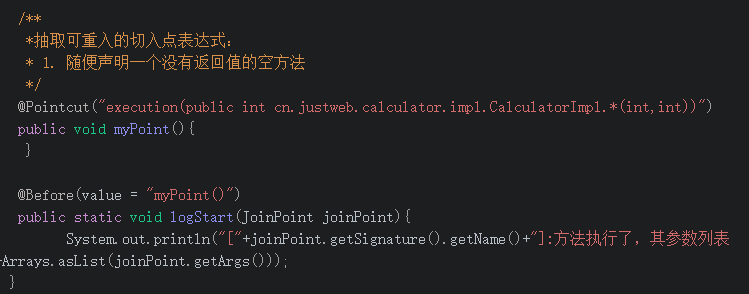 /**
*抽取可重入的切入点表达式:
* 1. 随便声明一个没有返回值的空方法
*/
@Pointcut("execution(public int cn.justweb.calculator.impl.CalculatorImpl.*(int,int))")
public void myPoint(){
}
@Before(value = "myPoint()")
public static void logStart(JoinPoint joinPoint){
System.out.println("["+joinPoint.getSignature().getName()+"]:方法执行了，其参数列表
Arrays.asList(joinPoint.getArgs()));
}